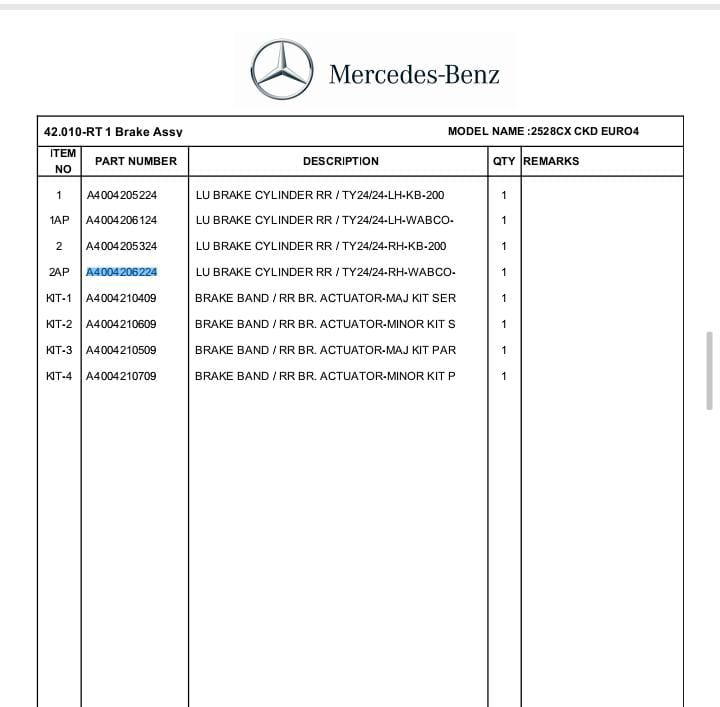 Mercedes-Benz
42.010-RT 1 Brake Assy MODEL NAME :2528CX CKD EURO4
ITEM NO PART NUMBER DESCRIPTION QTY REMARKS
1 A4004205224 LU BRAKE CYLINDER RR / TY24/24-LH-KB-200 1
1AP A4004206124 LU BRAKE CYLINDER RR / TY24/24-LH-WABCO- 1
2 A4004205324 LU BRAKE CYLINDER RR / TY24/24-RH-KB-200 1
2AP A4004206224 LU BRAKE CYLINDER RR / TY24/24-RH-WABCO- 1
KIT-1 A4004210409 BRAKE BAND / RR BR. ACTUATOR-MAJ KIT SER 1
KIT-2 A4004210609 BRAKE BAND / RR BR. ACTUATOR-MINOR KIT S 1
KIT-3 A4004210509 BRAKE BAND / RR BR. ACTUATOR-MAJ KIT PAR 1
KIT-4 A4004210709 BRAKE BAND / RR BR. ACTUATOR-MINOR KIT P 1